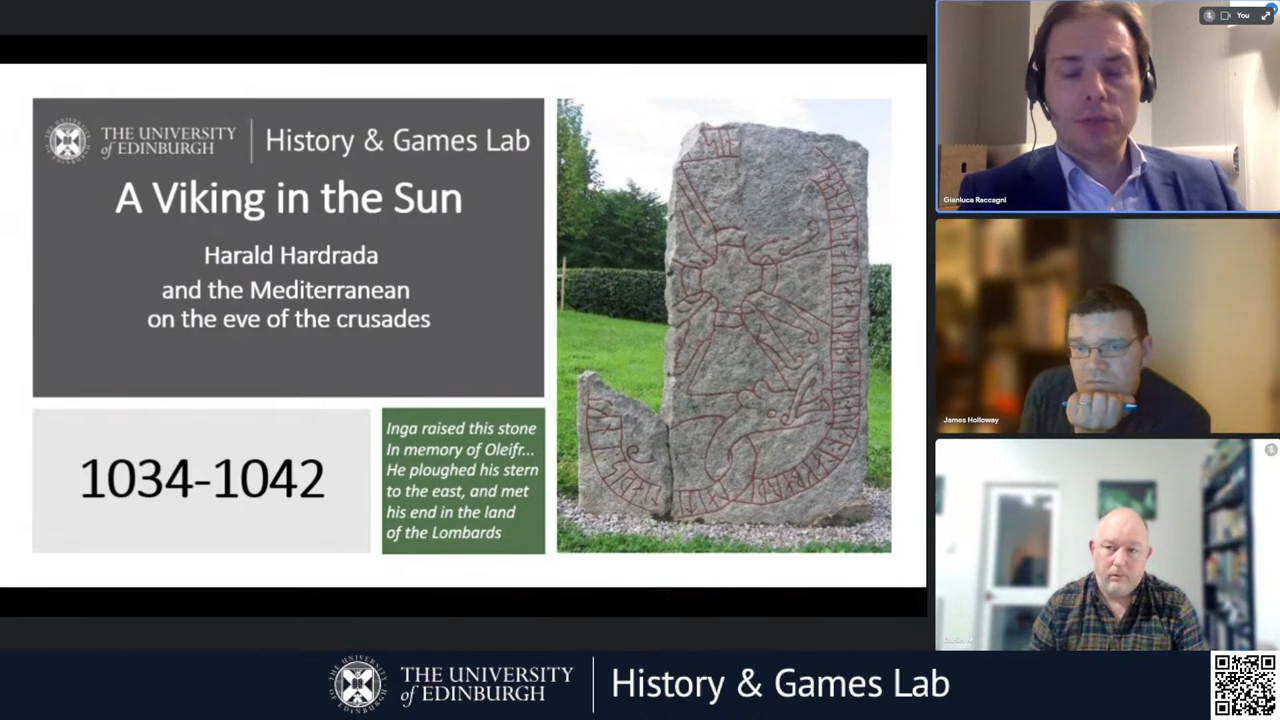 THE UNIVERSITY
of EDINBURGH
History & Games Lab
A Viking in the Sun
Harald Hardrada
and the Mediterranean
on the eve of the crusades
1034-1042
Inga raised this stone
In memory of Oleifr...
He ploughed his stern
to the east, and met
his end in the land
of the Lombards
You
Gianluca Raccagni
James Holloway
THE UNIVERSITY
of EDINBURGH
History & Games Lab